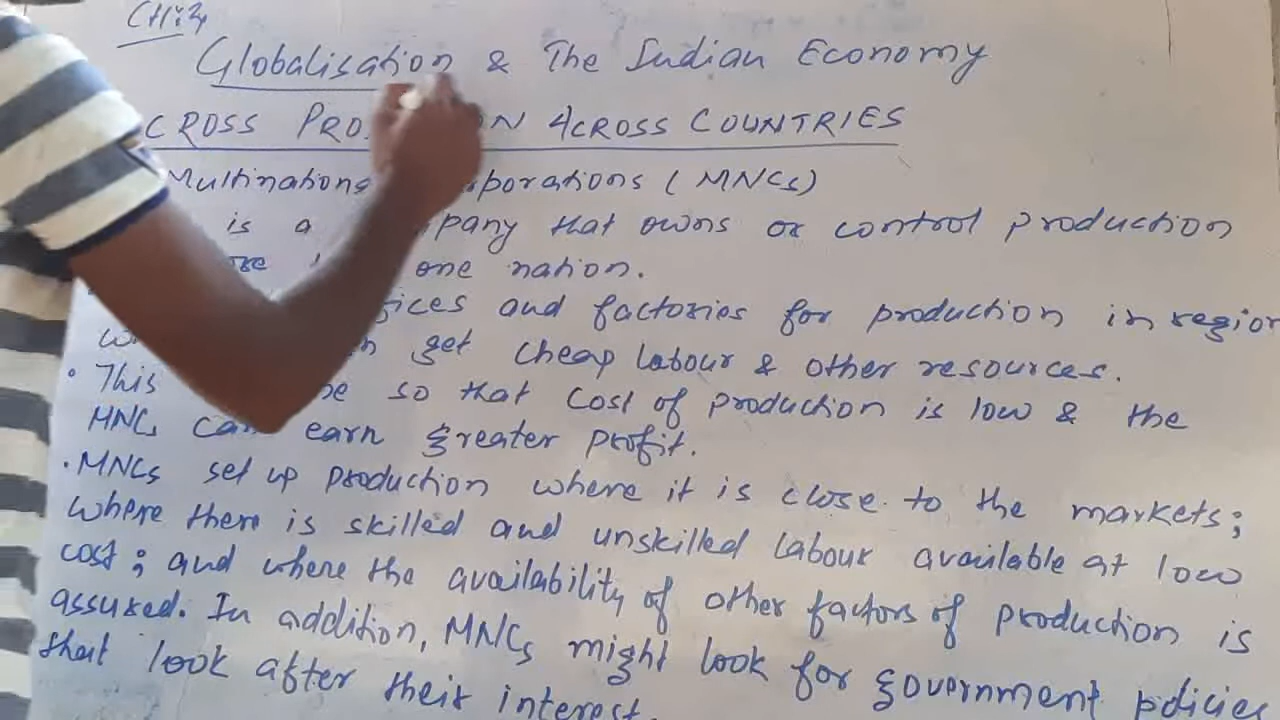 CH:4
Globalisation & The Indian Economy
CROSS PRO ON ACROSS COUNTRIES
Multinationa porations (MNCs)
is a pany that owns or control production
one nation.
fices and factories for production in region
get cheap labour & other resources.
• This so that cost of production is low & the
MNCs can earn greater profit.
• MNCs set up production where it is close to the markets;
where there is skilled and unskilled labour available at low
cost; and where the availability of other factors of production is
assured. In addition, MNCs might look for government policies
that look after their interest.